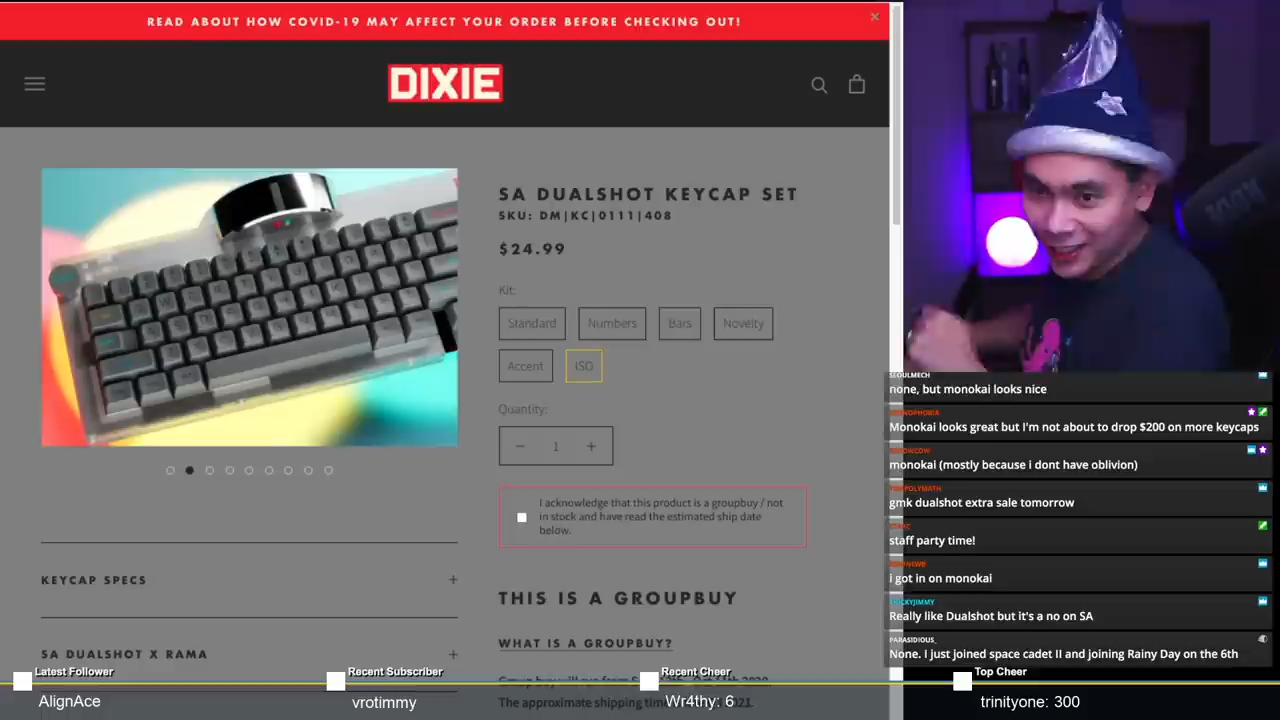 READ ABOUT HOW COVID-19 MAY AFFECT YOUR ORDER BEFORE CHECKING OUT!
DIXIE
SA DUALSHOT KEYCAP SET
SKU: DM|KC|0111|408
$24.99
Kit:
Standard
Numbers
Bars
Novelty
Accent
ISO
Quantity:
− 1 +
I acknowledge that this product is a groupbuy / not
in stock and have read the estimated ship date
below.
KEYCAP SPECS +
THIS IS A GROUPBUY
WHAT IS A GROUPBUY?
SA DUALSHOT X RAMA +
The approximate shipping
SEOULMECH
none, but monokai looks nice
Monokai looks great but I'm not about to drop $200 on more keycaps
monokai (mostly because i dont have oblivion)
gmk dualshot extra sale tomorrow
staff party time!
i got in on monokai
Really like Dualshot but it's a no on SA
PARASIDIOUS_
None. I just joined space cadet II and joining Rainy Day on the 6th
Latest Follower
AlignAce
Recent Subscriber
vrotimmy
Recent Cheer
Wr4thy: 6
Top Cheer
trinityone: 300